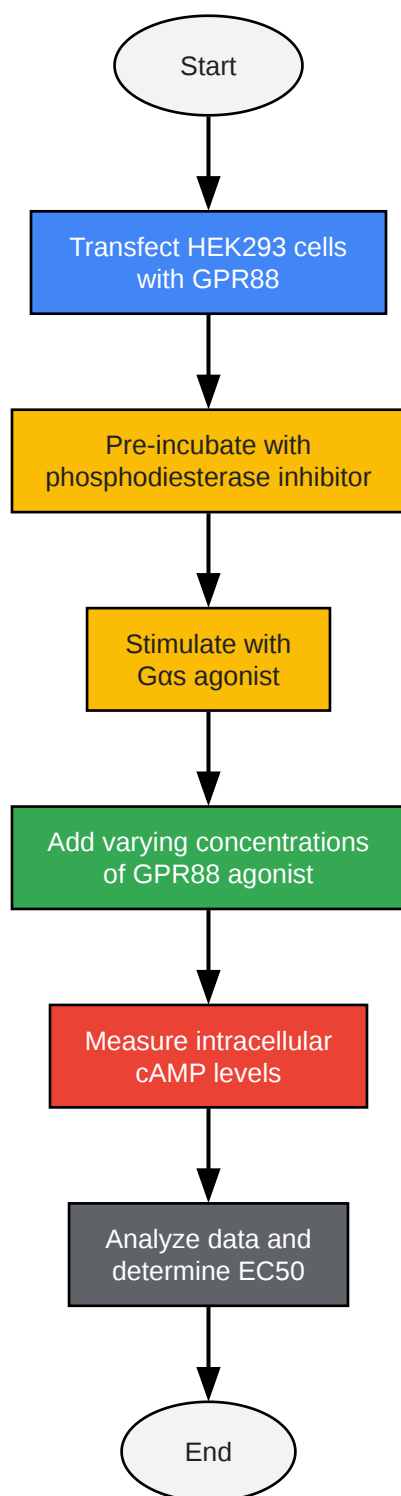 Start
Transfect HEK293 cells
with GPR88
Pre-incubate with
phosphodiesterase inhibitor
Stimulate with
Gαs agonist
Add varying concentrations
of GPR88 agonist
Measure intracellular
cAMP levels
Analyze data and
determine EC50
End